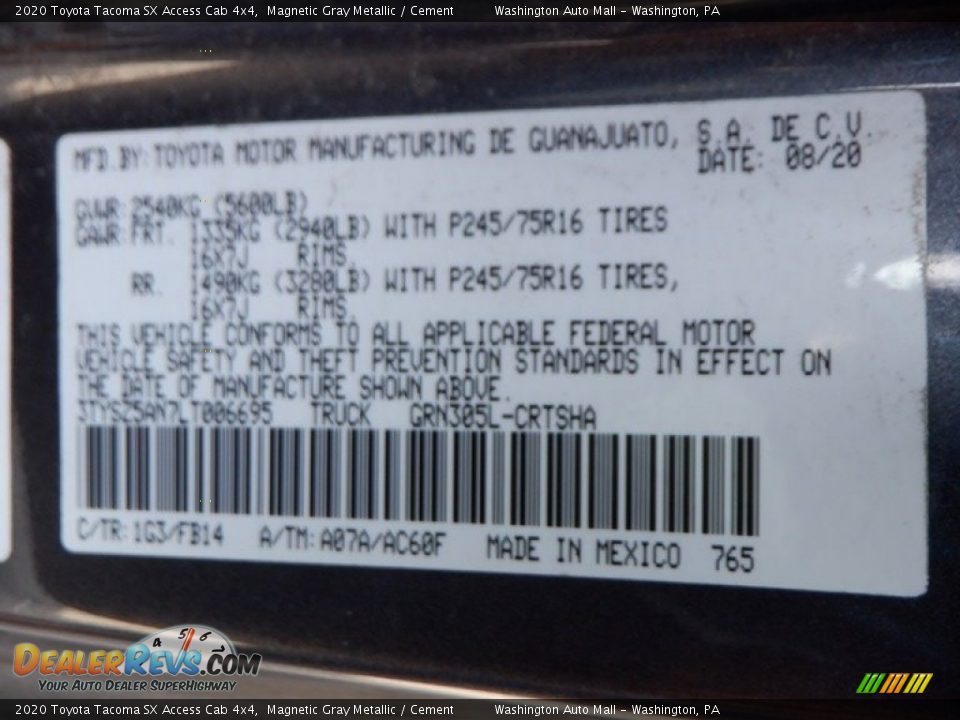 2020 Toyota Tacoma SX Access Cab 4x4, Magnetic Gray Metallic / Cement Washington Auto Mall - Washington, PA
MFD.BY:TOYOTA MOTOR MANUFACTURING DE GUANAJUATO, S.A. DE C.V.
DATE: 08/20
GVWR:2540KG (5600LB)
GAWR:FRT. 1335KG (2940LB) WITH P245/75R16 TIRES
16X7J RIMS,
RR. 1490KG (3280LB) WITH P245/75R16 TIRES,
16X7J RIMS.
THIS VEHICLE CONFORMS TO ALL APPLICABLE FEDERAL MOTOR
VEHICLE SAFETY AND THEFT PREVENTION STANDARDS IN EFFECT ON
THE DATE OF MANUFACTURE SHOWN ABOVE.
3TYSZ5AN7LT006695 TRUCK GRN305L-CRTSHA
C/TR:1G3/FB14 A/TM:A07A/AC60F MADE IN MEXICO 765
4 5 6
DEALERREVS.COM
YOUR AUTO DEALER SUPERHIGHWAY
2020 Toyota Tacoma SX Access Cab 4x4, Magnetic Gray Metallic / Cement Washington Auto Mall - Washington, PA